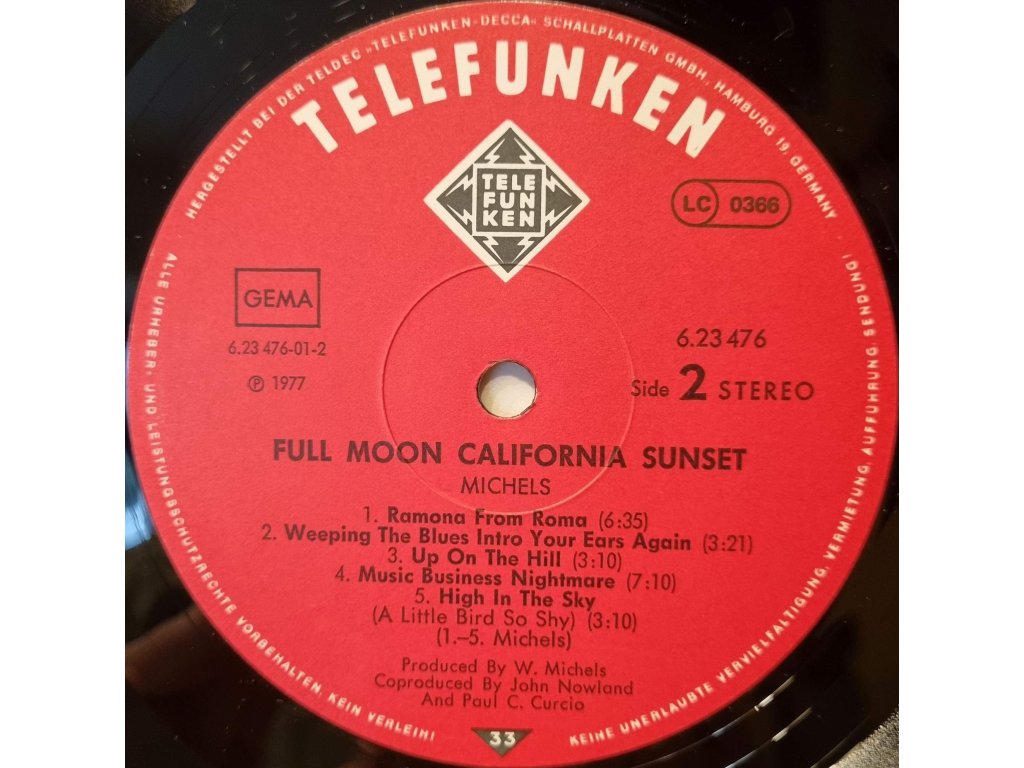 HERGESTELLT BEI DER TELDEC »TELEFUNKEN-DECCA« SCHALLPLATTEN GMBH, HAMBURG 19, GERMANY
TELEFUNKEN
TELE
FUN
KEN
LC 0366
GEMA
6.23 476-01-2
℗ 1977
6.23 476
Side 2 STEREO
FULL MOON CALIFORNIA SUNSET
MICHELS
1. Ramona From Roma (6:35)
2. Weeping The Blues Intro Your Ears Again (3:21)
3. Up On The Hill (3:10)
4. Music Business Nightmare (7:10)
5. High In The Sky
(A Little Bird So Shy) (3:10)
(1.–5. Michels)
Produced By W. Michels
Coproduced By John Nowland
And Paul C. Curcio
33
ALLE URHEBER- UND LEISTUNGSSCHUTZRECHTE VORBEHALTEN. KEIN VERLEIH!
KEINE UNERLAUBTE VERVIELFÄLTIGUNG, VERMIETUNG, AUFFÜHRUNG, SENDUNG!